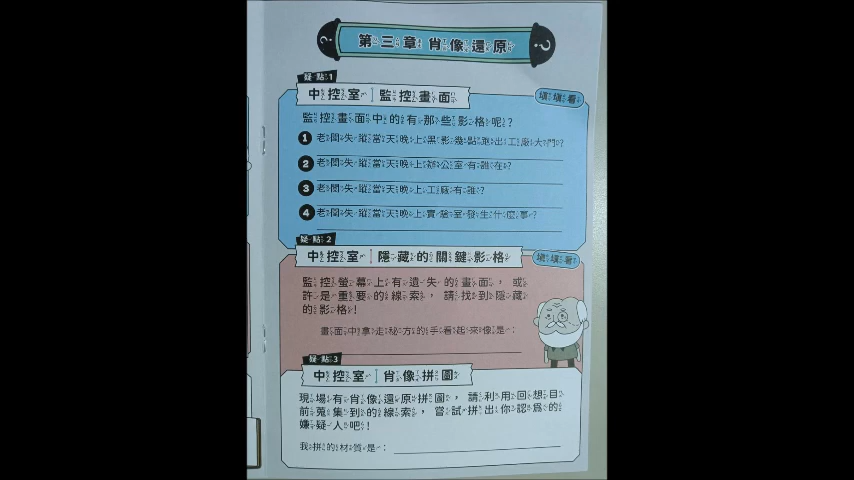 第三章 肖像還原
疑點1
中控室 | 監控畫面
填填看
監控畫面中的有那些影格呢?
1 老闆失蹤當天晚上黑影幾點跑出工廠大門?
2 老闆失蹤當天晚上辦公室有誰在?
3 老闆失蹤當天晚上工廠有誰?
4 老闆失蹤當天晚上實驗室發生什麼事?
疑點2
中控室 | 隱藏的關鍵影格
填填看
監控螢幕上有遺失的畫面,或
許是重要的線索,請找到隱藏
的影格!
畫面中拿走秘方的手看起來像是:
疑點3
中控室 | 肖像拼圖
現場有肖像還原拼圖,請利用回想目
前蒐集到的線索,嘗試拼出你認為的
嫌疑人吧!
我拼的材質是: